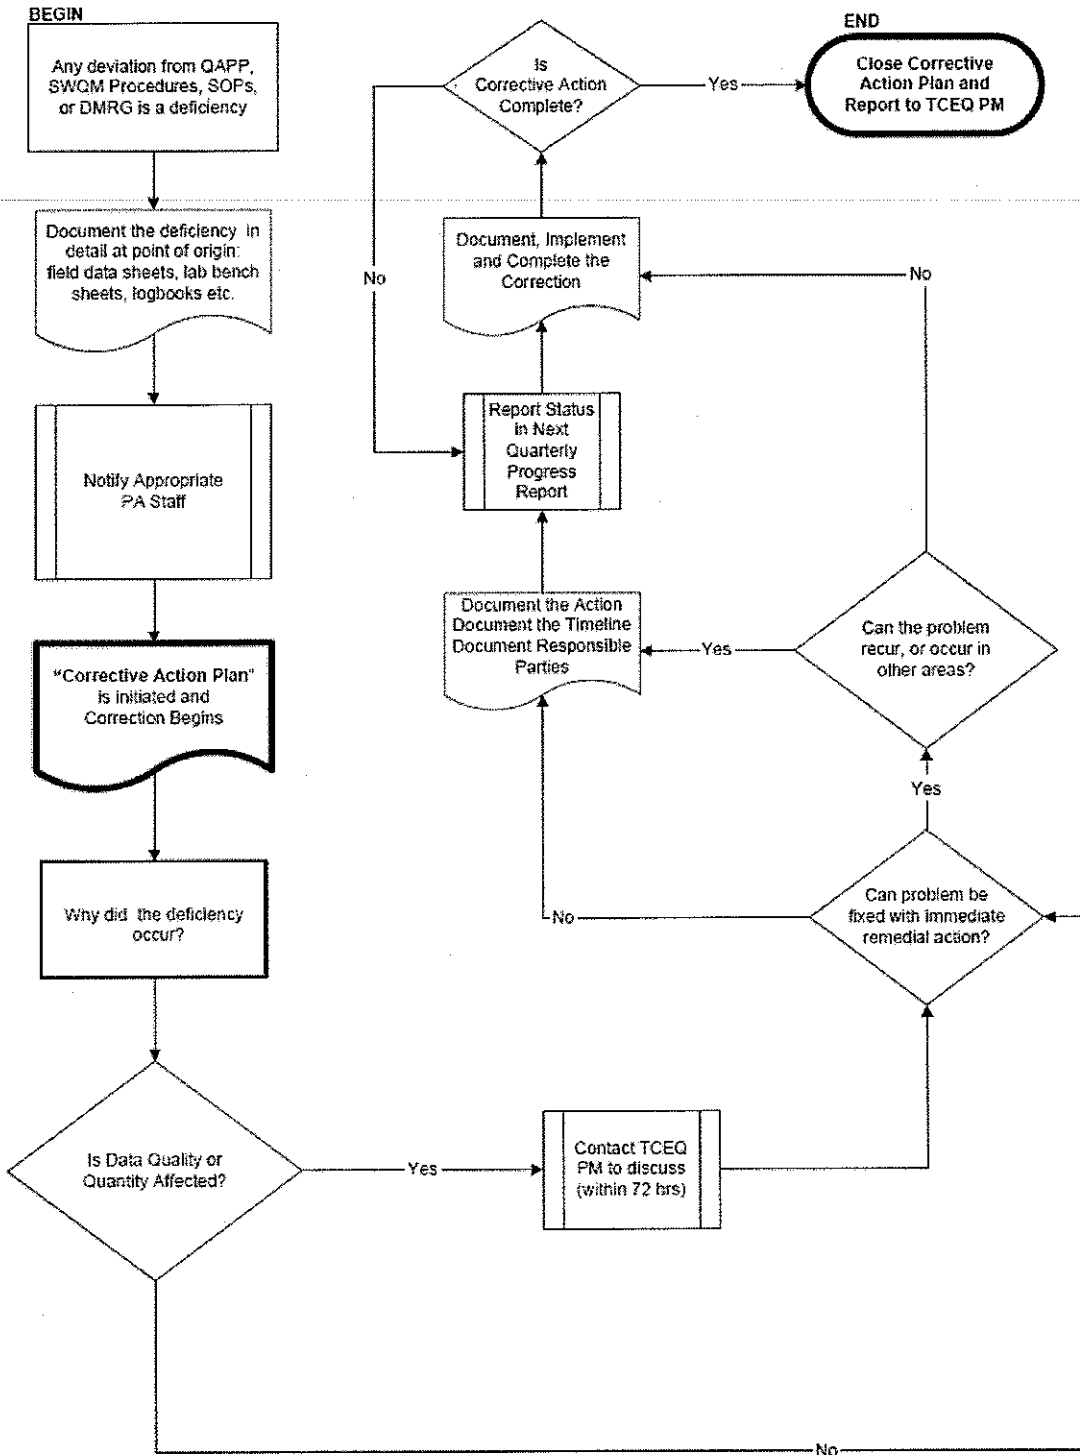 BEGIN
Any deviation from QAPP,
SWQM Procedures, SOPs,
or DMRG is a deficiency
Document the deficiency in
detail at point of origin:
field data sheets, lab bench
sheets, logbooks etc.
Notify Appropriate
PA Staff
"Corrective Action Plan"
is initiated and
Correction Begins
Why did the deficiency
occur?
Is Data Quality or
Quantity Affected?
Yes
No
Contact TCEQ
PM to discuss
(within 72 hrs)
Can problem be
fixed with immediate
remedial action?
No
Yes
Can the problem
recur, or occur in
other areas?
Yes
No
Document the Action
Document the Timeline
Document Responsible
Parties
Report Status
in Next
Quarterly
Progress
Report
Document, Implement
and Complete the
Correction
Is
Corrective Action
Complete?
No
Yes
END
Close Corrective
Action Plan and
Report to TCEQ PM